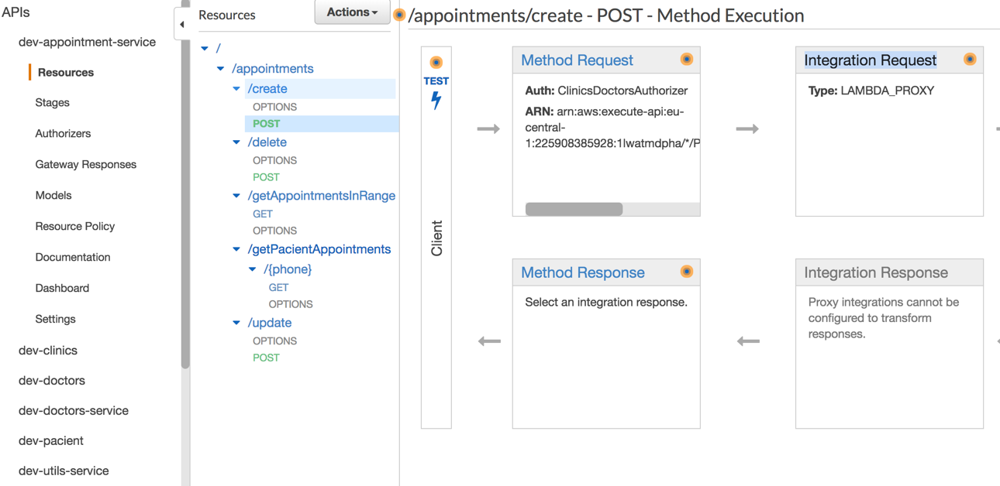 APIs
dev-appointment-service
Resources
Stages
Authorizers
Gateway Responses
Models
Resource Policy
Documentation
Dashboard
Settings
dev-clinics
dev-doctors
dev-doctors-service
dev-pacient
dev-utils-service
Resources
Actions
/
/appointments
/create
OPTIONS
POST
/delete
OPTIONS
POST
/getAppointmentsInRange
GET
OPTIONS
/getPacientAppointments
/{phone}
GET
OPTIONS
/update
OPTIONS
POST
/appointments/create - POST - Method Execution
TEST
Client
Method Request
Auth: ClinicsDoctorsAuthorizer
ARN: arn:aws:execute-api:eu-
central-
1:225908385928:1lwatmdpha/*/P
Integration Request
Type: LAMBDA_PROXY
Method Response
Select an integration response.
Integration Response
Proxy integrations cannot be
configured to transform
responses.